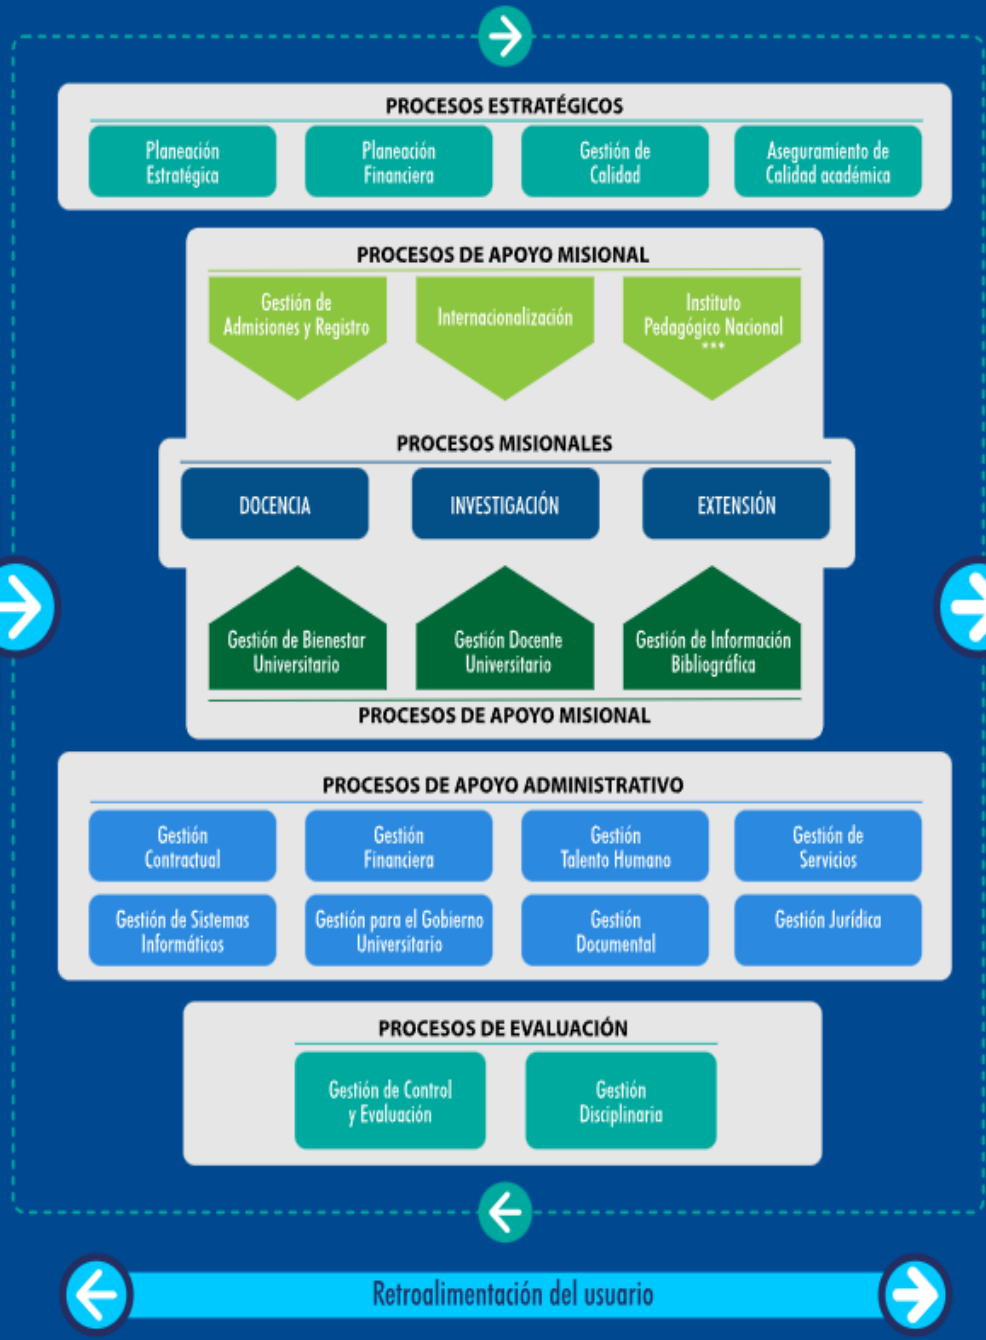 PROCESOS ESTRATÉGICOS
Planeación
Estratégica
Planeación
Financiera
Gestión de
Calidad
Aseguramiento de
Calidad académica
PROCESOS DE APOYO MISIONAL
Gestión de
Admisiones y Registro
Internacionalización
Instituto
Pedagógico Nacional
***
PROCESOS MISIONALES
DOCENCIA
INVESTIGACIÓN
EXTENSIÓN
Gestión de Bienestar
Universitario
Gestión Docente
Universitario
Gestión de Información
Bibliográfica
PROCESOS DE APOYO MISIONAL
PROCESOS DE APOYO ADMINISTRATIVO
Gestión
Contractual
Gestión
Financiera
Gestión
Talento Humano
Gestión de
Servicios
Gestión de Sistemas
Informáticos
Gestión para el Gobierno
Universitario
Gestión
Documental
Gestión Jurídica
PROCESOS DE EVALUACIÓN
Gestión de Control
y Evaluación
Gestión
Disciplinaria
Retroalimentación del usuario